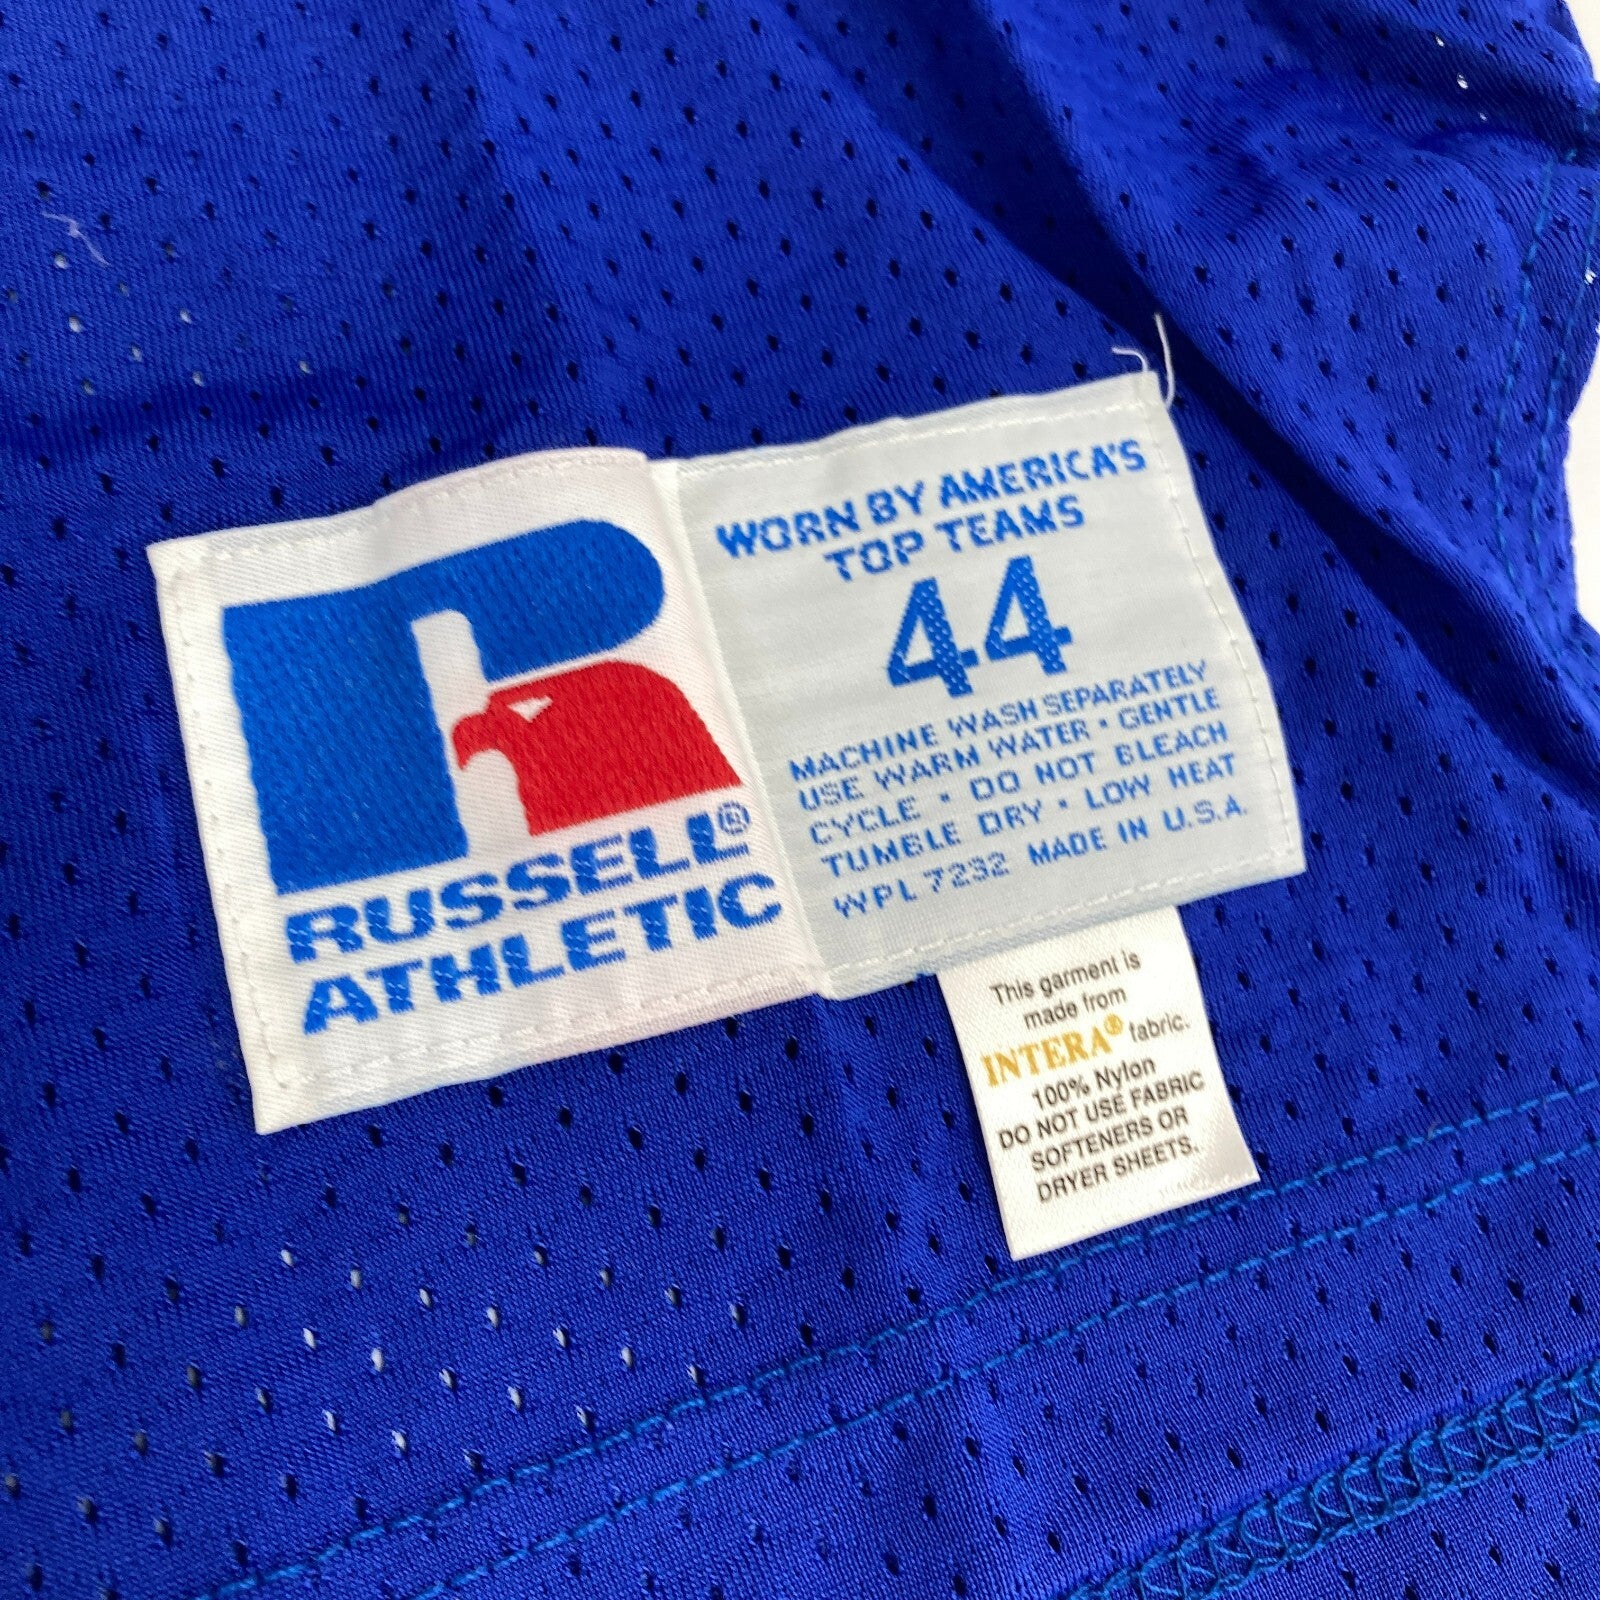 RUSSELL®
ATHLETIC
WORN BY AMERICA'S
TOP TEAMS
44
MACHINE WASH SEPARATELY
USE WARM WATER • GENTLE
CYCLE • DO NOT BLEACH
TUMBLE DRY • LOW HEAT
WPL 7232 MADE IN U.S.A.
This garment is
made from
INTERA® fabric.
100% Nylon
DO NOT USE FABRIC
SOFTENERS OR
DRYER SHEETS.